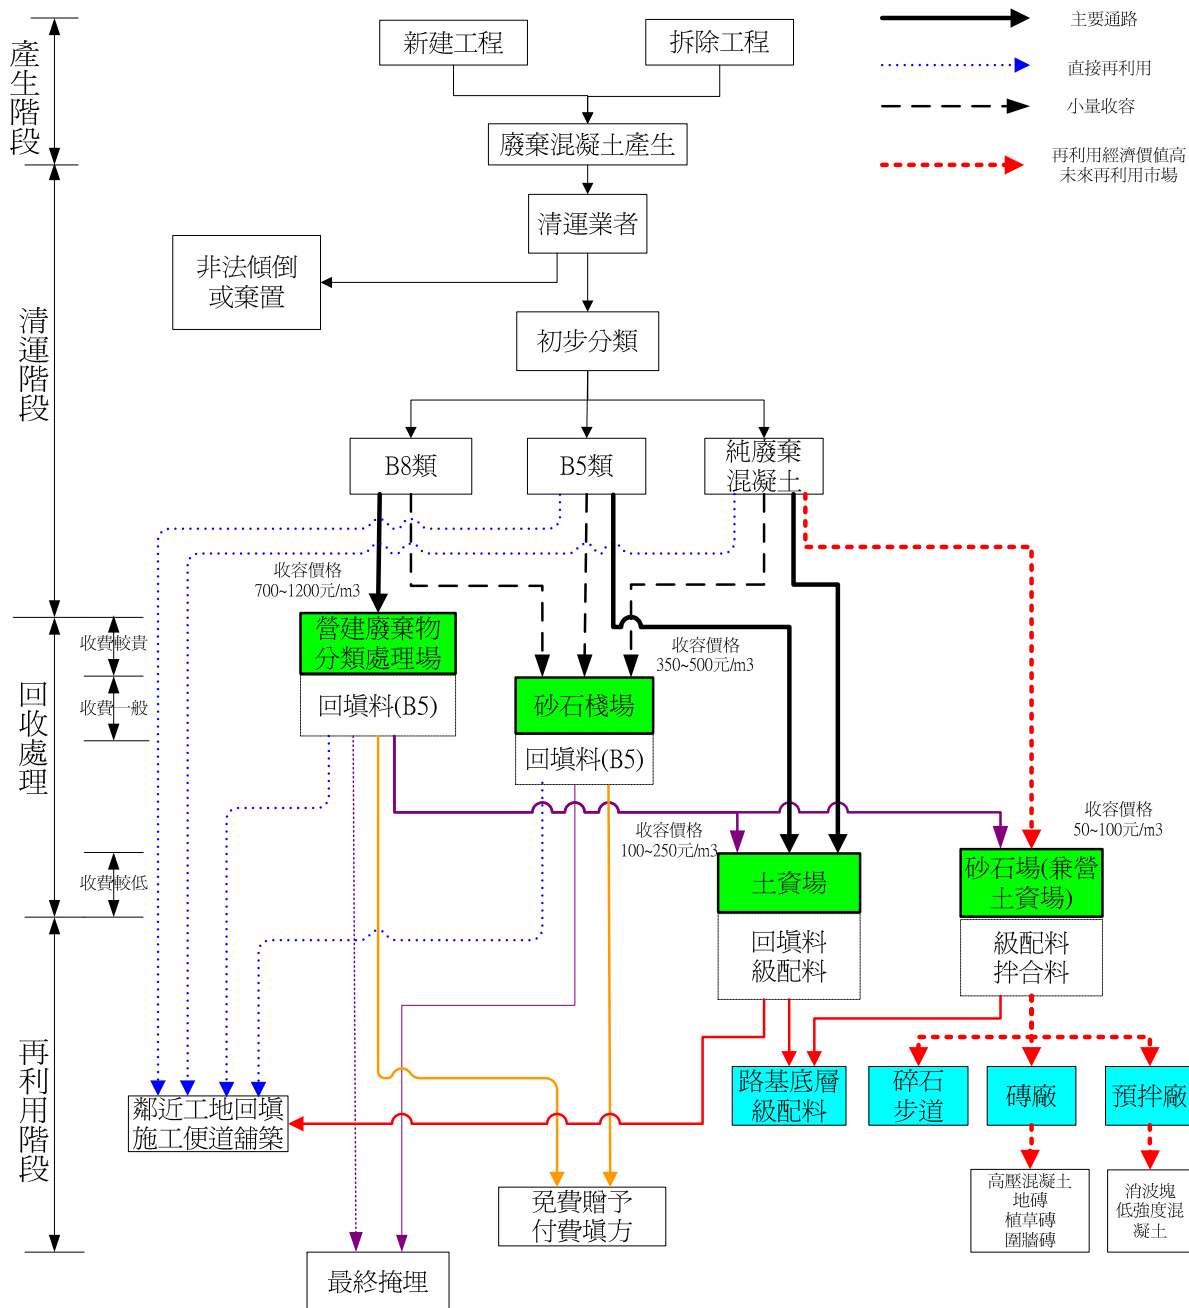 新建工程
拆除工程
主要通路
直接再利用
小量收容
再利用經濟價值高
未來再利用市場
產生階段
廢棄混凝土產生
清運業者
非法傾倒
或棄置
初步分類
清運階段
B8類
B5類
純廢棄
混凝土
收容價格
700~1200元/m3
營建廢棄物
分類處理場
回填料(B5)
收容價格
350~500元/m3
砂石棧場
回填料(B5)
收費較貴
收費一般
回收處理
收費較低
收容價格
100~250元/m3
收容價格
50~100元/m3
土資場
回填料
級配料
砂石場(兼營
土資場)
級配料
拌合料
再利用階段
鄰近工地回填
施工便道舖築
路基底層
級配料
碎石
步道
磚廠
預拌廠
高壓混凝土
地磚
植草磚
圍牆磚
消波塊
低強度混
凝土
免費贈予
付費填方
最終掩埋